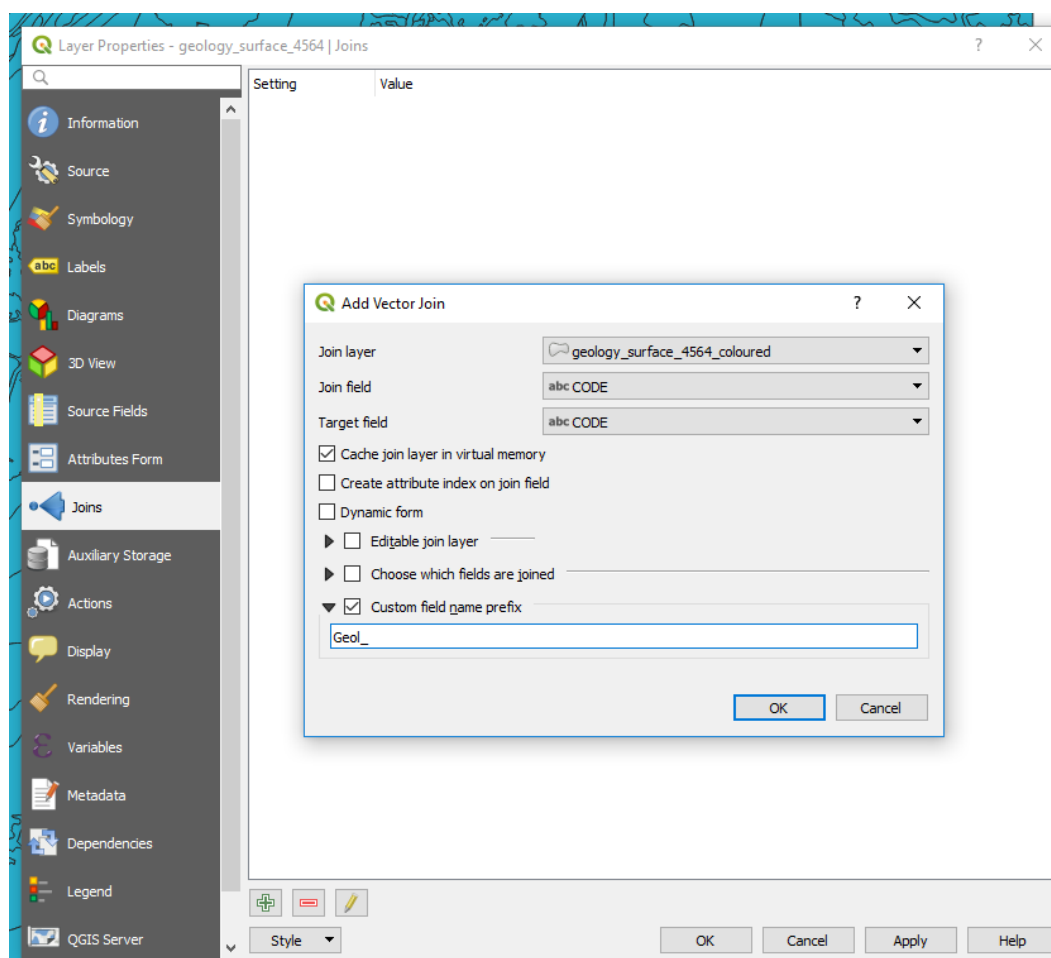 Layer Properties - geology_surface_4564 | Joins
?
Setting Value
Information
Source
Symbology
abc Labels
Diagrams
3D View
Source Fields
Attributes Form
Joins
Auxiliary Storage
Actions
Display
Rendering
Variables
Metadata
Dependencies
Legend
QGIS Server
Add Vector Join ?
Join layer geology_surface_4564_coloured
Join field abc CODE
Target field abc CODE
Cache join layer in virtual memory
Create attribute index on join field
Dynamic form
Editable join layer
Choose which fields are joined
Custom field name prefix
Geol_
OK Cancel
Style OK Cancel Apply Help